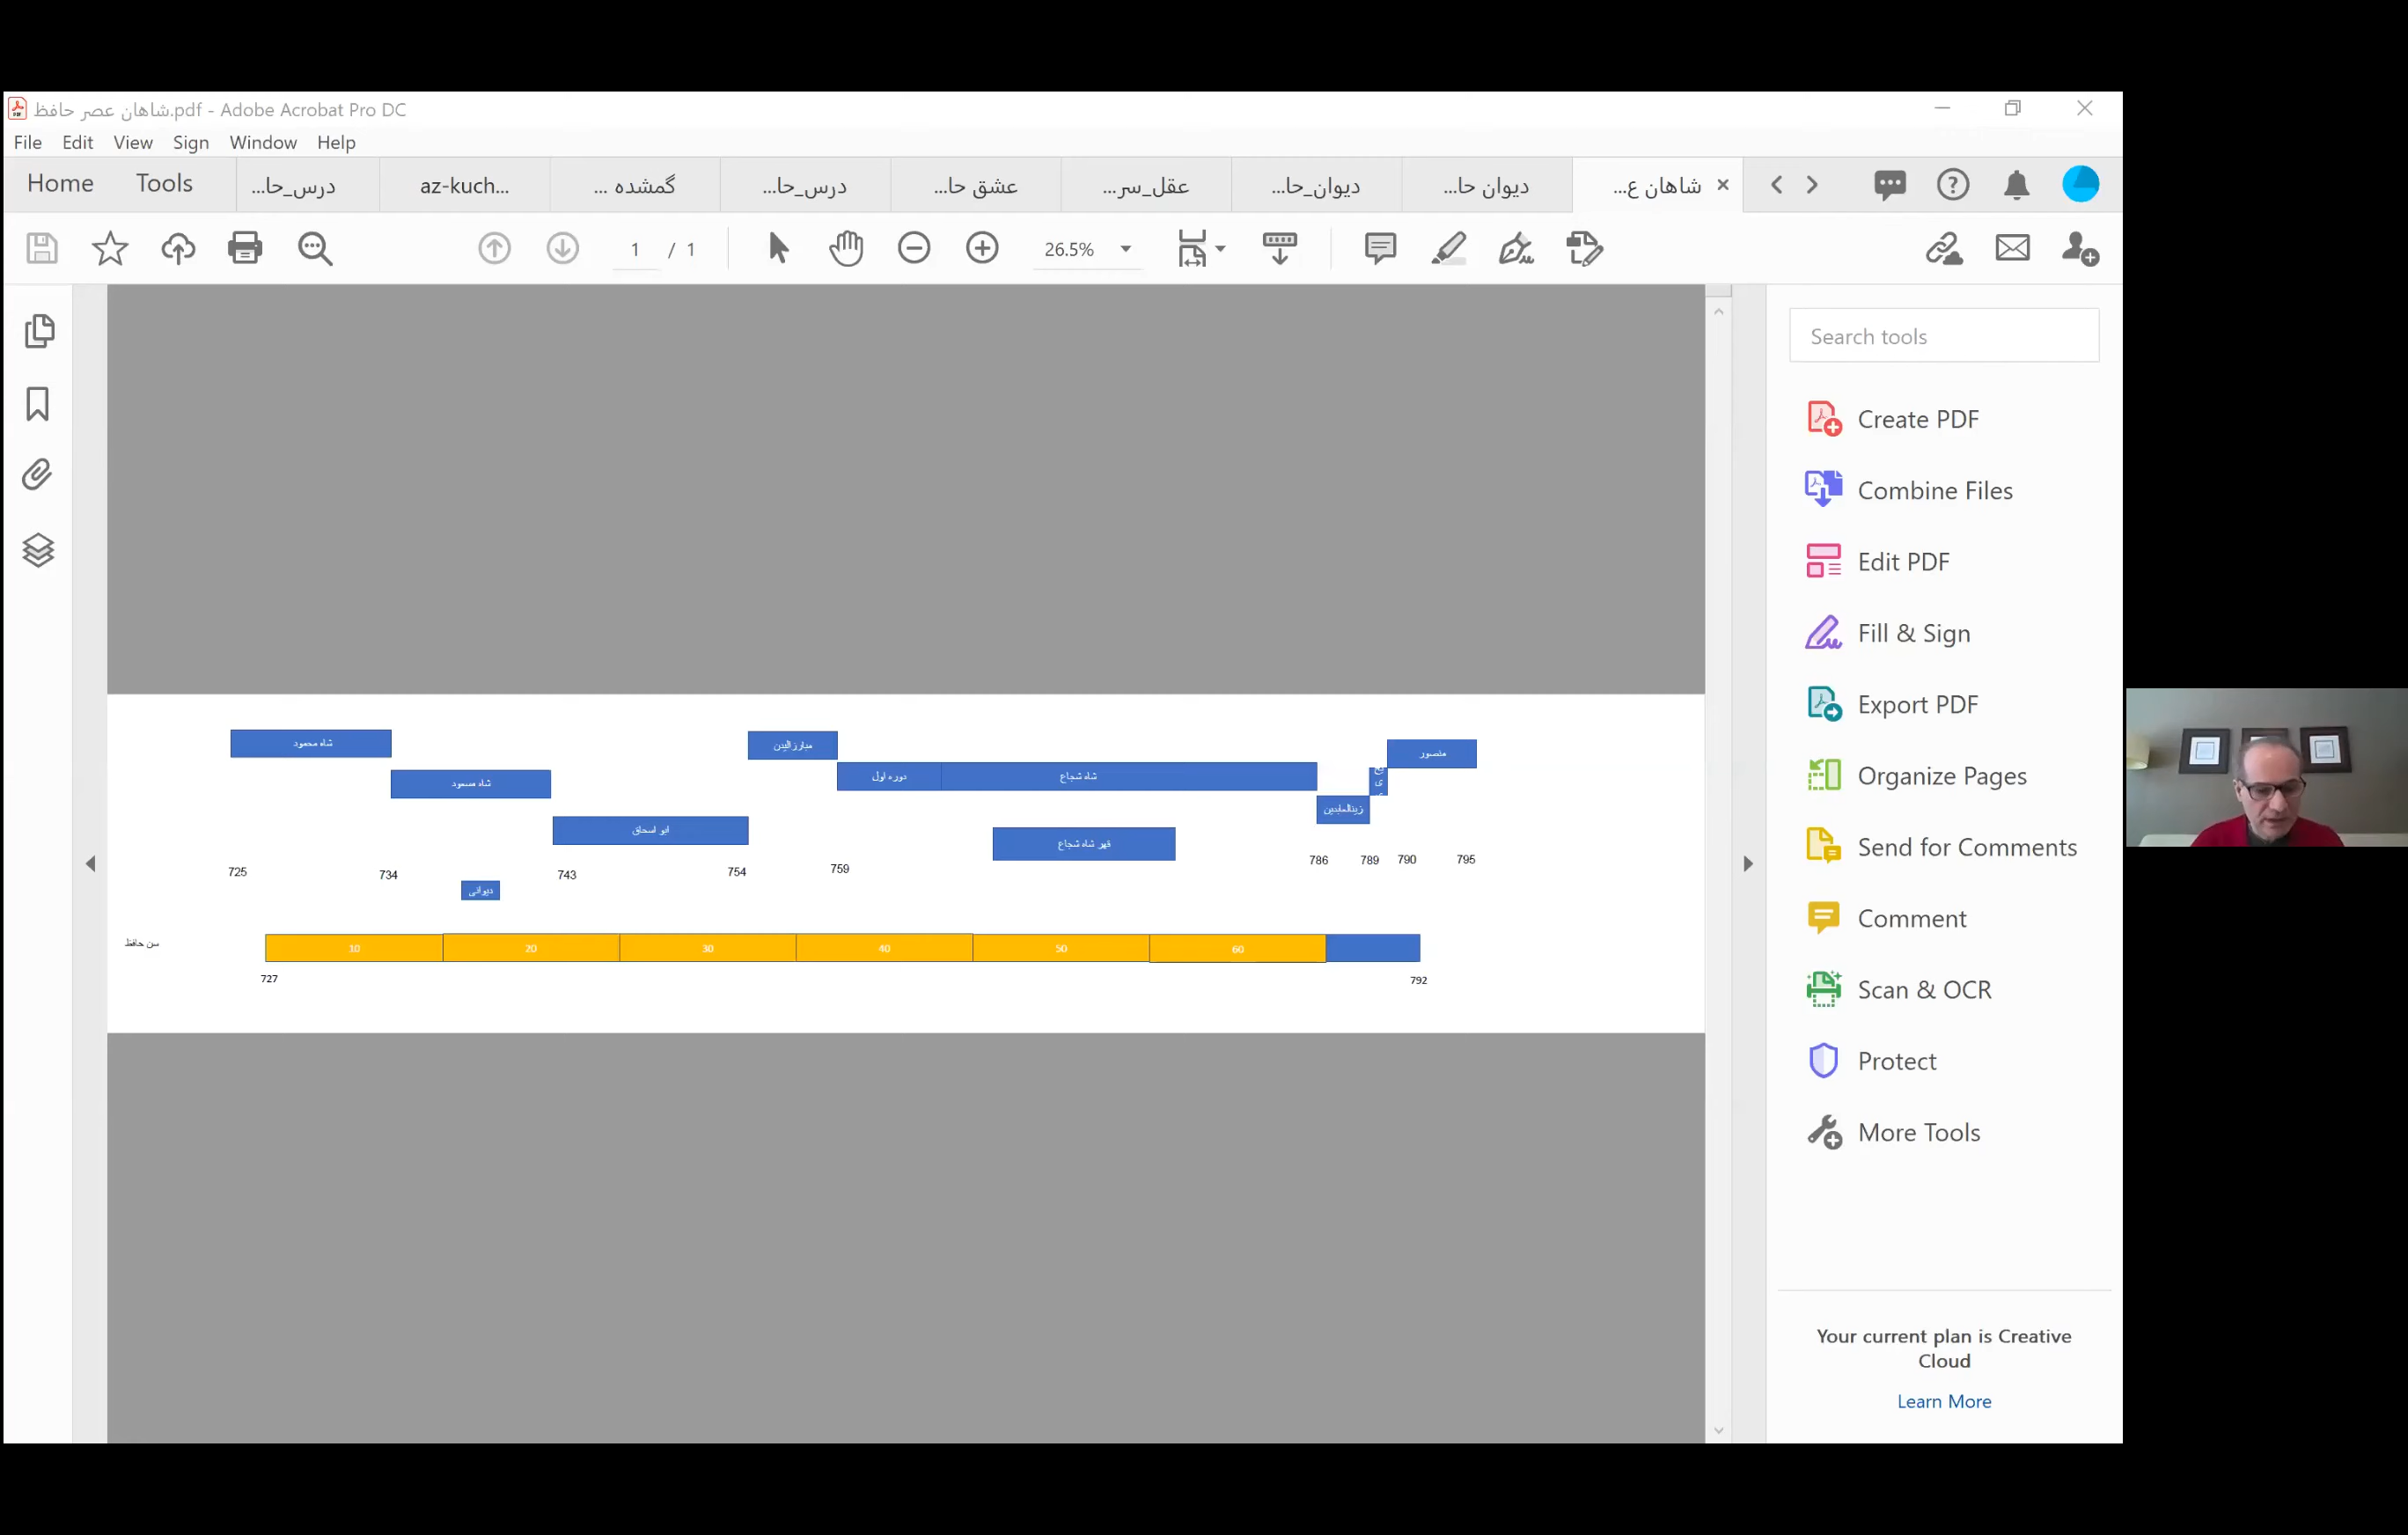 شاهان عصر حافظ.pdf - Adobe Acrobat Pro DC
File Edit View Sign Window Help
Home Tools درس_حا... az-kuch... گمشده ... درس_حا... عشق حا... عقل_سر... دیوان_حا... دیوان حا... شاهان ع...
1 / 1 26.5%
Search tools
Create PDF
Combine Files
Edit PDF
Fill & Sign
Export PDF
Organize Pages
Send for Comments
Comment
Scan & OCR
Protect
More Tools
Your current plan is Creative
Cloud
Learn More
شاه محمود
مبارز الدین
منصور
شاه مسعود
دوره اول
شاه شجاع
زینالعابدین
ابو اسحاق
قهر شاه شجاع
725 734 743 754 759 786 789 790 795
دیوانی
سن حافظ
10 20 30 40 50 60
727 792